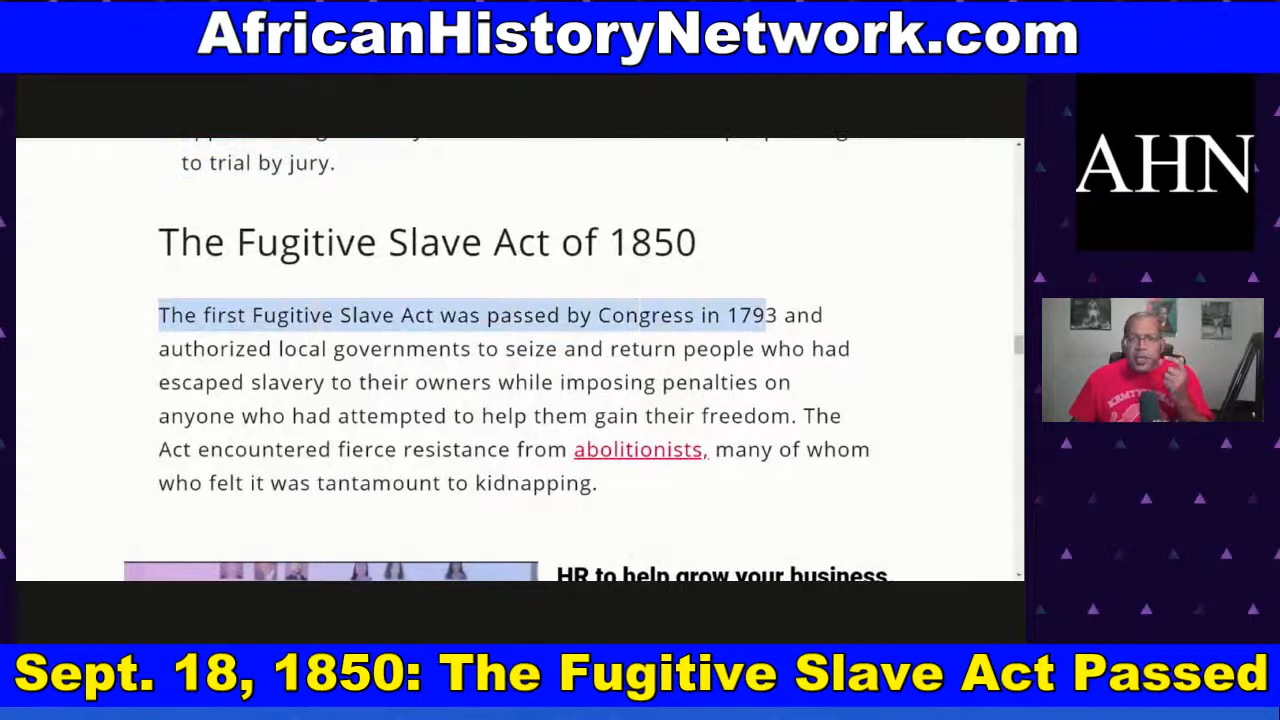 AfricanHistoryNetwork.com
to trial by jury.
AHN
The Fugitive Slave Act of 1850
The first Fugitive Slave Act was passed by Congress in 1793 and
authorized local governments to seize and return people who had
escaped slavery to their owners while imposing penalties on
anyone who had attempted to help them gain their freedom. The
Act encountered fierce resistance from abolitionists, many of whom
who felt it was tantamount to kidnapping.
HR to help grow your business.
Sept. 18, 1850: The Fugitive Slave Act Passed